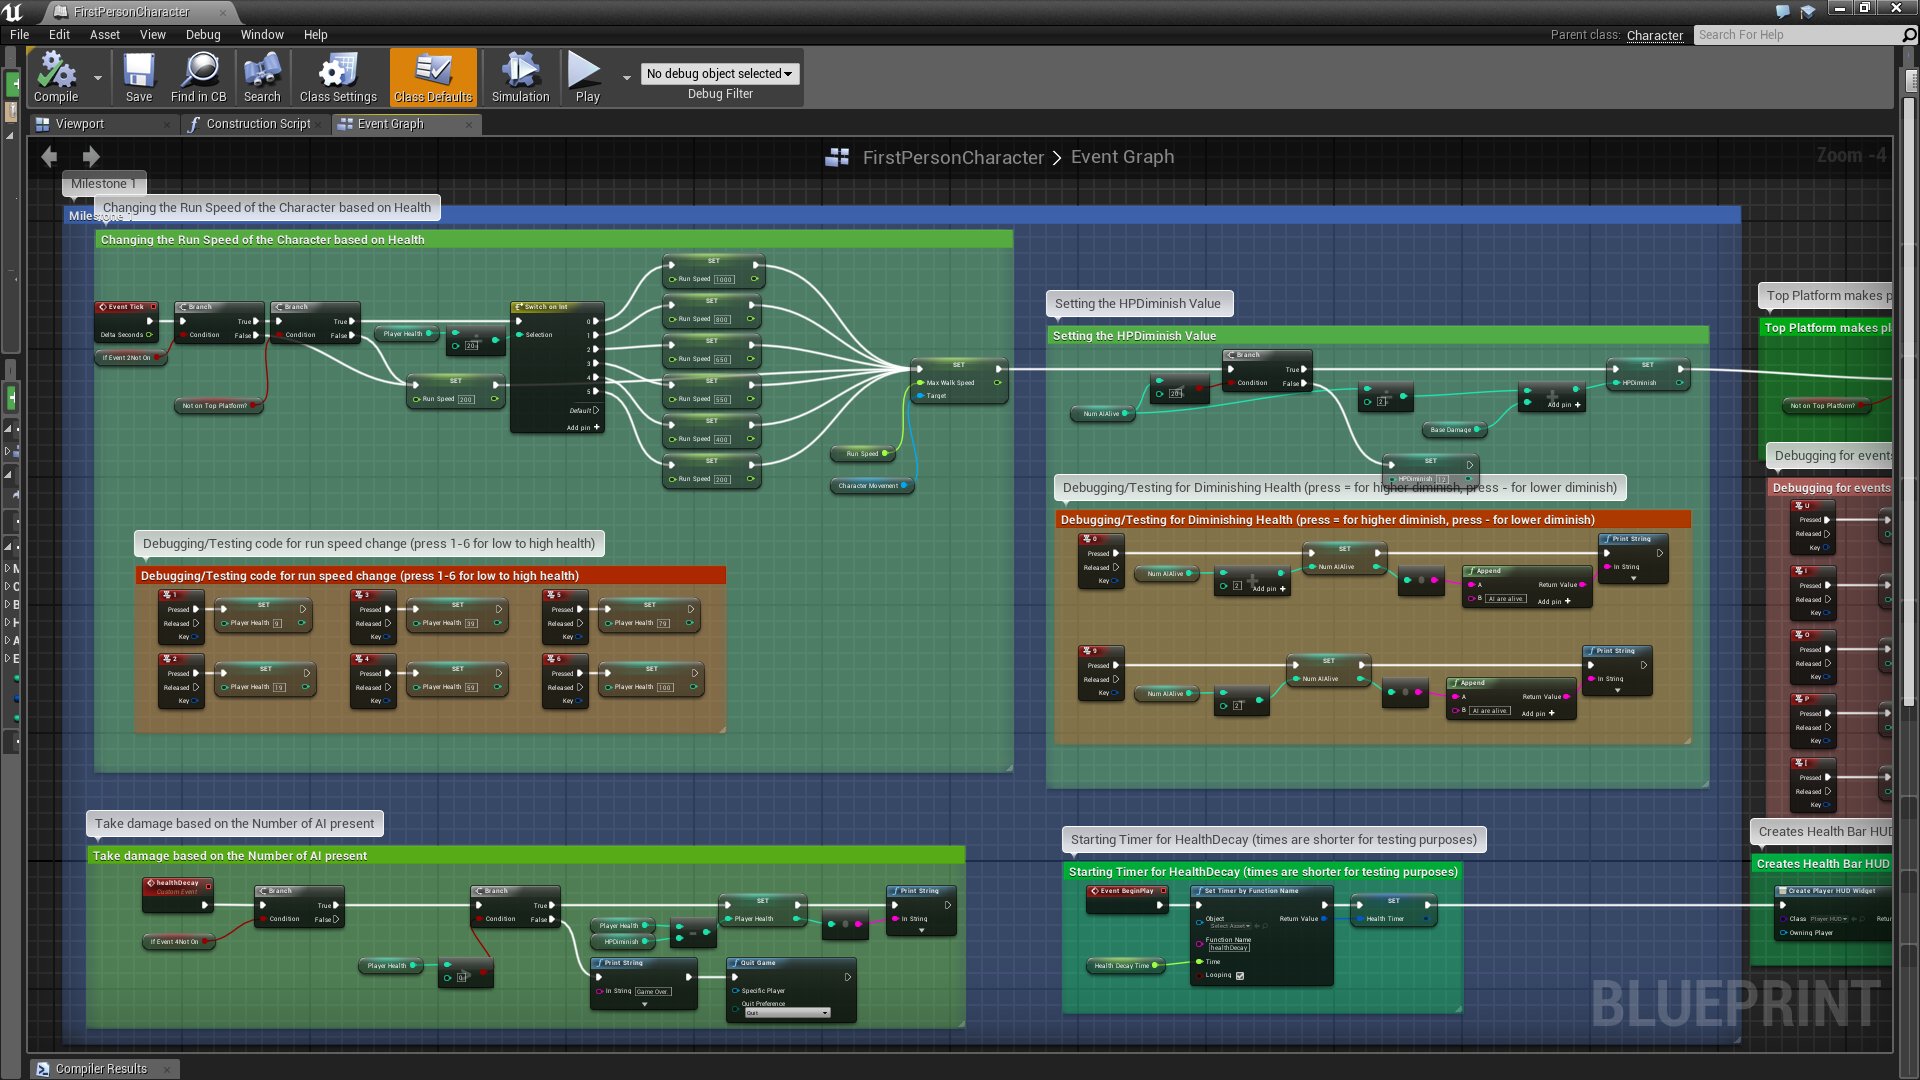 FirstPersonCharacter
File Edit Asset View Debug Window Help
Parent class: Character
Search For Help
Compile
Save
Find in CB
Search
Class Settings
Class Defaults
Simulation
Play
No debug object selected
Debug Filter
Viewport
Construction Script
Event Graph
FirstPersonCharacter > Event Graph
Zoom -4
Milestone 1
Changing the Run Speed of the Character based on Health
Changing the Run Speed of the Character based on Health
Event Tick
Delta Seconds
If Event 2Not On
Branch
Condition
True
False
Branch
Condition
True
False
Not on Top Platform?
Player Health
20
SET
Run Speed 200
Switch on Int
Selection
0
1
2
3
4
5
Default
Add pin +
SET
Run Speed 1000
SET
Run Speed 800
SET
Run Speed 650
SET
Run Speed 550
SET
Run Speed 400
SET
Run Speed 200
SET
Max Walk Speed
Target
Run Speed
Character Movement
Debugging/Testing code for run speed change (press 1-6 for low to high health)
Debugging/Testing code for run speed change (press 1-6 for low to high health)
1
Pressed
Released
Key
SET
Player Health 9
3
Pressed
Released
Key
SET
Player Health 39
5
Pressed
Released
Key
SET
Player Health 79
2
Pressed
Released
Key
SET
Player Health 19
4
Pressed
Released
Key
SET
Player Health 59
6
Pressed
Released
Key
SET
Player Health 100
Setting the HPDiminish Value
Setting the HPDiminish Value
Num AIAlive
20
Branch
Condition
True
False
2
Base Damage
Add pin +
SET
HPDiminish
SET
HPDiminish 12
Debugging/Testing for Diminishing Health (press = for higher diminish, press - for lower diminish)
Debugging/Testing for Diminishing Health (press = for higher diminish, press - for lower diminish)
0
Pressed
Released
Key
Num AIAlive
2
Add pin +
SET
Num AIAlive
Append
A
B AI are alive.
Return Value
Add pin +
Print String
In String
9
Pressed
Released
Key
Num AIAlive
2
SET
Num AIAlive
Append
A
B AI are alive.
Return Value
Add pin +
Print String
In String
Top Platform makes p
Top Platform makes pl
Not on Top Platform?
Debugging for events
Debugging for events
U
Pressed
Released
Key
I
Pressed
Released
Key
O
Pressed
Released
Key
P
Pressed
Released
Key
[
Pressed
Released
Key
Take damage based on the Number of AI present
Take damage based on the Number of AI present
healthDecay
Custom Event
If Event 4Not On
Branch
Condition
True
False
Player Health
Branch
Condition
True
False
Player Health
HPDiminish
SET
Player Health
Print String
In String
Print String
In String Game Over.
Quit Game
Specific Player
Quit Preference
Quit
Starting Timer for HealthDecay (times are shorter for testing purposes)
Starting Timer for HealthDecay (times are shorter for testing purposes)
Event BeginPlay
Health Decay Time
Set Timer by Function Name
Object
Select Asset
Return Value
Function Name
healthDecay
Time
Looping
SET
Health Timer
Creates Health Bar HUD
Creates Health Bar HUD
Create Player HUD Widget
Class Player HUD
Owning Player
BLUEPRINT
Compiler Results